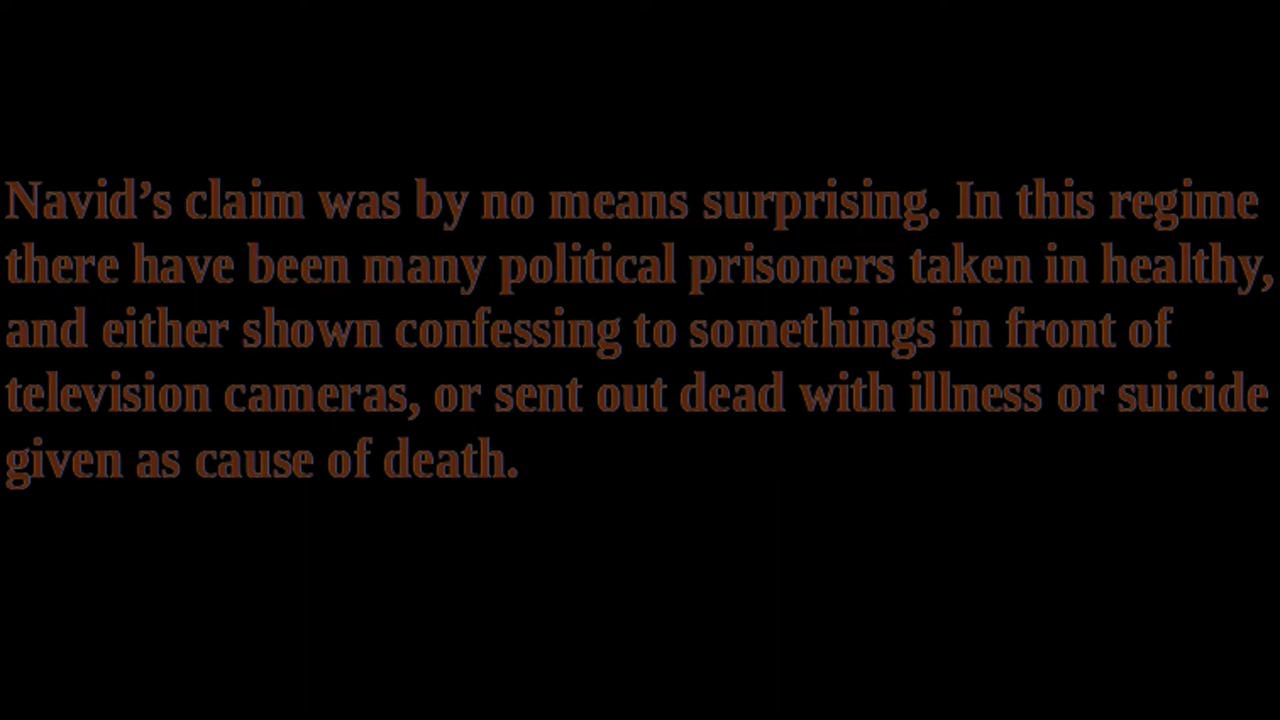 Navid’s claim was by no means surprising. In this regime
there have been many political prisoners taken in healthy,
and either shown confessing to somethings in front of
television cameras, or sent out dead with illness or suicide
given as cause of death.